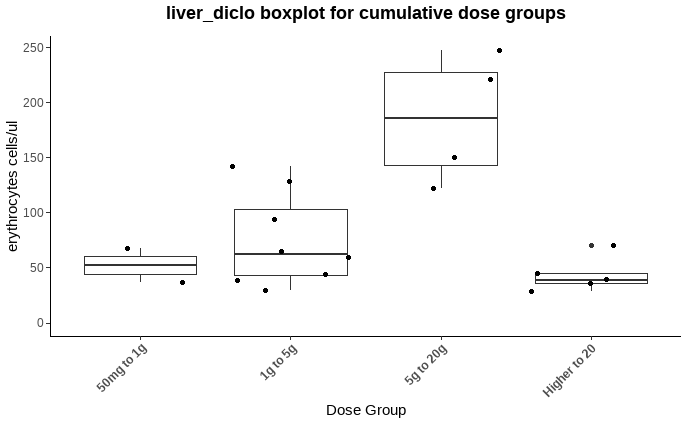 liver_diclo boxplot for cumulative dose groups
erythrocytes cells/ul
250
200
150
100
50
0
50mg to 1g
1g to 5g
5g to 20g
Higher to 20
Dose Group